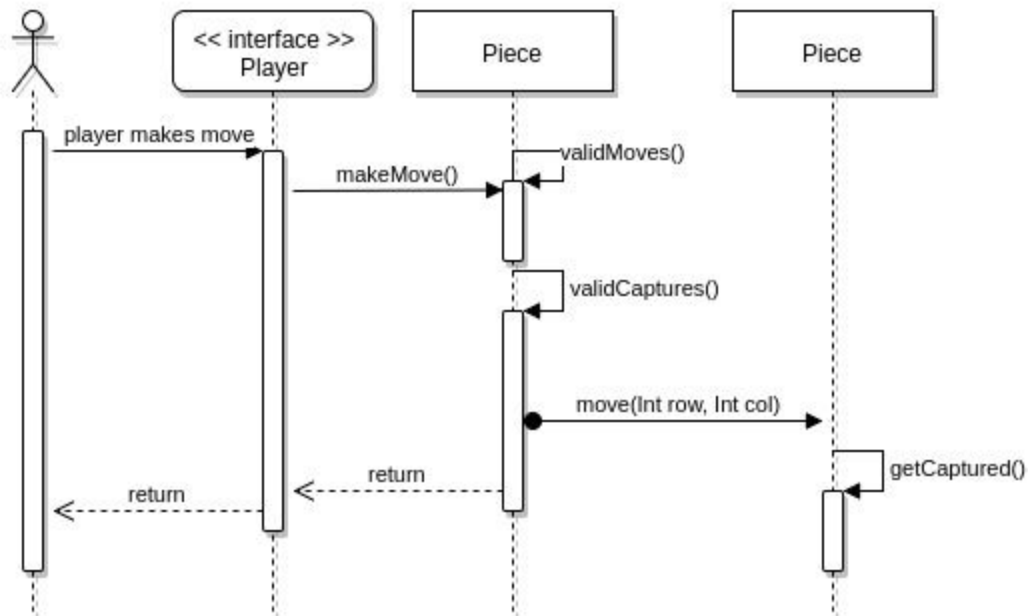 << interface >>
Player
Piece
Piece
player makes move
validMoves()
makeMove()
validCaptures()
move(Int row, Int col)
getCaptured()
return
return